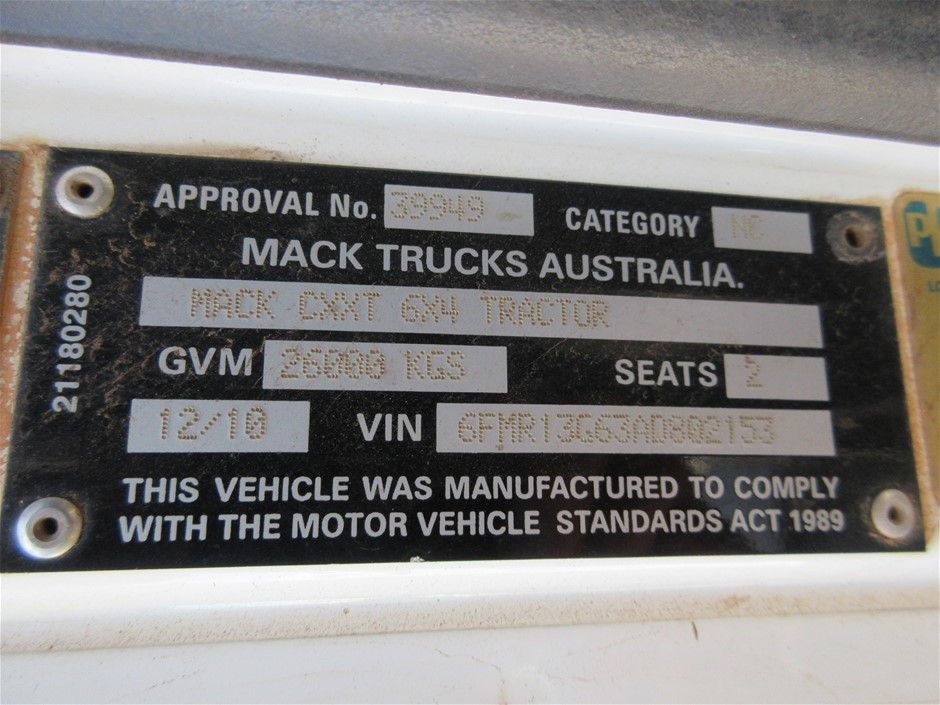 APPROVAL No. 39949 CATEGORY NC
MACK TRUCKS AUSTRALIA.
MACK CXXT 6X4 TRACTOR
GVM 26000 KGS SEATS 2
12/10 VIN 6FMR13G63AD802153
THIS VEHICLE WAS MANUFACTURED TO COMPLY
WITH THE MOTOR VEHICLE STANDARDS ACT 1989
21180280